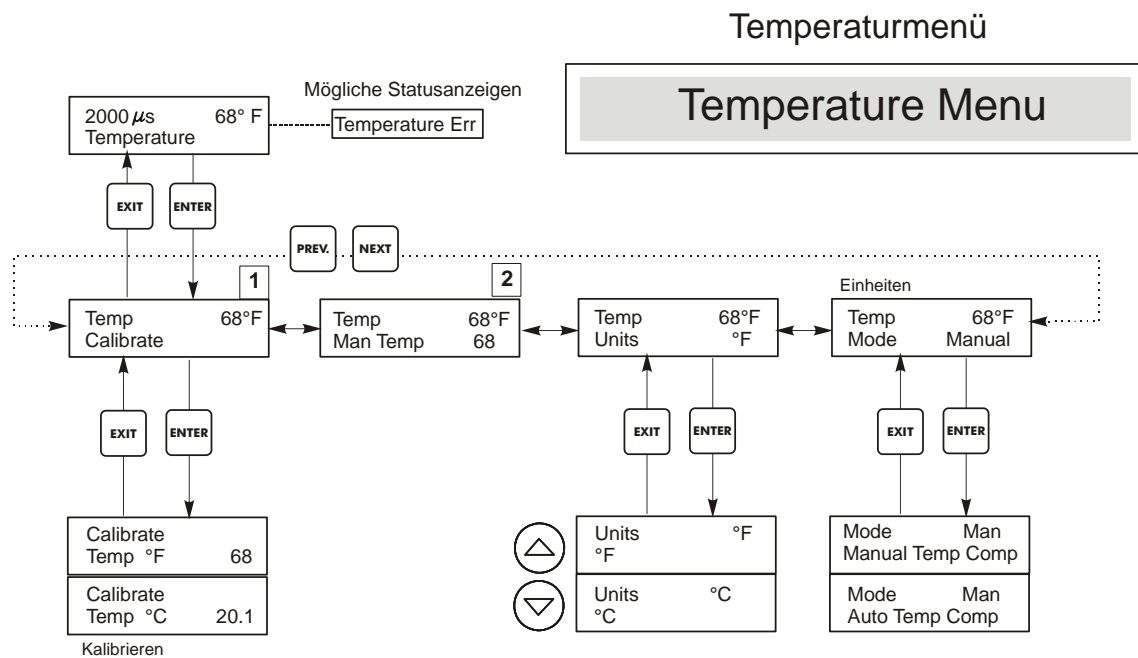 Temperaturmenü
Temperature Menu
Mögliche Statusanzeigen
2000 µs 68° F
Temperature
Temperature Err
EXIT ENTER
PREV. NEXT
1
2
Einheiten
Temp 68°F
Calibrate
Temp 68°F
Man Temp 68
Temp 68°F
Units °F
Temp 68°F
Mode Manual
EXIT ENTER
EXIT ENTER
EXIT ENTER
Calibrate
Temp °F 68
Calibrate
Temp °C 20.1
Kalibrieren
Units °F
°F
Units °C
°C
Mode Man
Manual Temp Comp
Mode Man
Auto Temp Comp